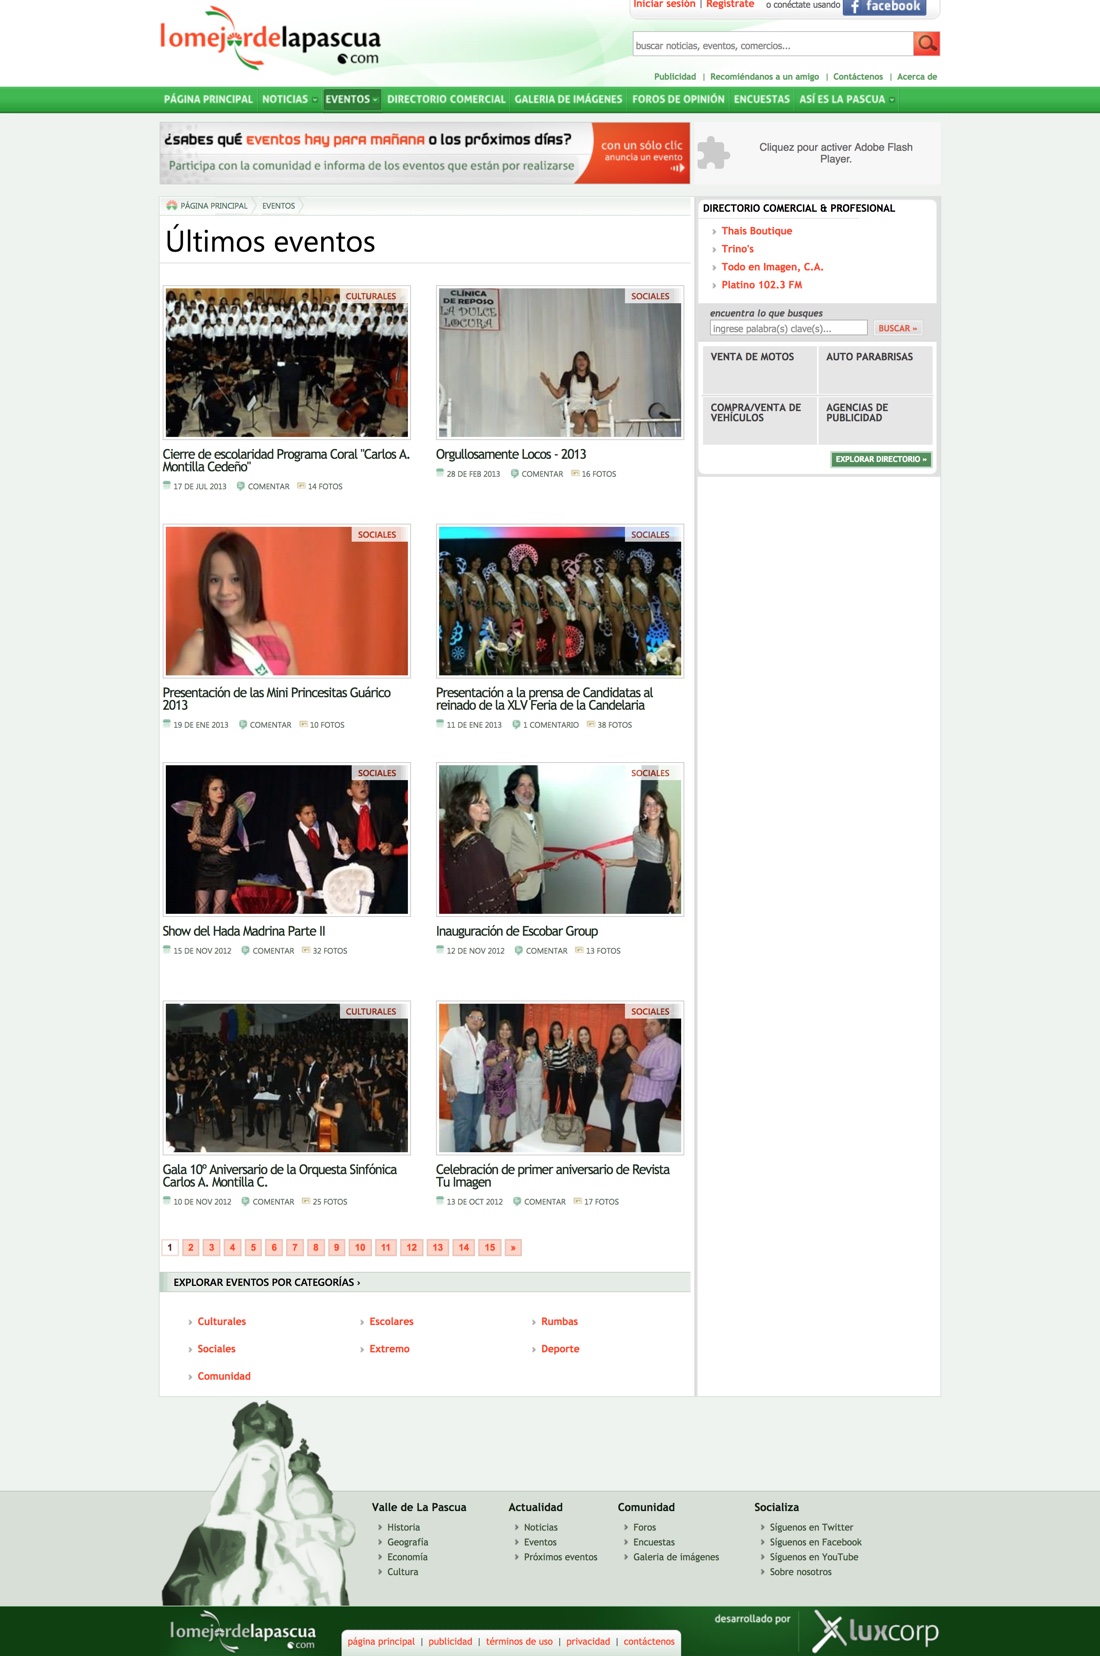 Iniciar sesión | Registrate o conéctate usando facebook
lomejordelapascua
.com
buscar noticias, eventos, comercios...
Publicidad | Recomiéndanos a un amigo | Contáctenos | Acerca de
PÁGINA PRINCIPAL NOTICIAS EVENTOS DIRECTORIO COMERCIAL GALERIA DE IMÁGENES FOROS DE OPINIÓN ENCUESTAS ASÍ ES LA PASCUA
¿sabes qué eventos hay para mañana o los próximos días?
Participa con la comunidad e informa de los eventos que están por realizarse
con un sólo clic
anuncia un evento
Cliquez pour activer Adobe Flash
Player.
PÁGINA PRINCIPAL EVENTOS
Últimos eventos
CULTURALES
Cierre de escolaridad Programa Coral "Carlos A.
Montilla Cedeño"
17 DE JUL 2013 COMENTAR 14 FOTOS
SOCIALES
CLÍNICA
DE REPOSO
LA DULCE
LOCURA
Orgullosamente Locos - 2013
28 DE FEB 2013 COMENTAR 16 FOTOS
SOCIALES
Presentación de las Mini Princesitas Guárico
2013
19 DE ENE 2013 COMENTAR 10 FOTOS
SOCIALES
Presentación a la prensa de Candidatas al
reinado de la XLV Feria de la Candelaria
11 DE ENE 2013 1 COMENTARIO 38 FOTOS
SOCIALES
Show del Hada Madrina Parte II
15 DE NOV 2012 COMENTAR 32 FOTOS
SOCIALES
Inauguración de Escobar Group
12 DE NOV 2012 COMENTAR 13 FOTOS
CULTURALES
Gala 10º Aniversario de la Orquesta Sinfónica
Carlos A. Montilla C.
10 DE NOV 2012 COMENTAR 25 FOTOS
SOCIALES
Celebración de primer aniversario de Revista
Tu Imagen
13 DE OCT 2012 COMENTAR 17 FOTOS
1 2 3 4 5 6 7 8 9 10 11 12 13 14 15 »
EXPLORAR EVENTOS POR CATEGORÍAS ›
Culturales Escolares Rumbas
Sociales Extremo Deporte
Comunidad
DIRECTORIO COMERCIAL & PROFESIONAL
Thais Boutique
Trino's
Todo en Imagen, C.A.
Platino 102.3 FM
encuentra lo que busques
ingrese palabra(s) clave(s)... BUSCAR »
VENTA DE MOTOS
AUTO PARABRISAS
COMPRA/VENTA DE
VEHÍCULOS
AGENCIAS DE
PUBLICIDAD
EXPLORAR DIRECTORIO »
Valle de La Pascua
Historia
Geografía
Economía
Cultura
Actualidad
Noticias
Eventos
Próximos eventos
Comunidad
Foros
Encuestas
Galeria de imágenes
Socializa
Síguenos en Twitter
Siguenos en Facebook
Síguenos en YouTube
Sobre nosotros
lomejordelapascua
.com
página principal | publicidad | términos de uso | privacidad | contáctenos
desarrollado por
luxcorp